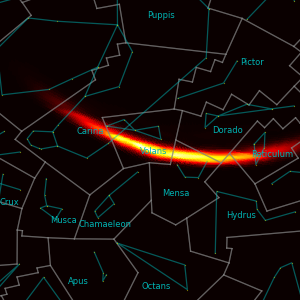 Puppis
Pictor
Carina
Dorado
Volans
Reticulum
Mensa
Crux
Musca
Chamaeleon
Hydrus
Apus
Octans